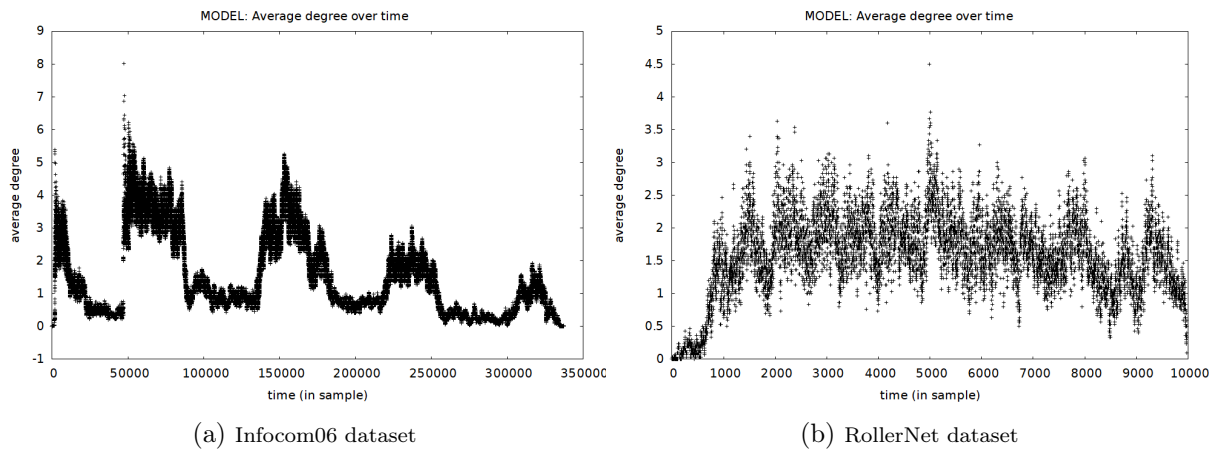 MODEL: Average degree over time
9
8
7
6
5
4
3
2
1
0
-1
average degree
0 50000 100000 150000 200000 250000 300000 350000
time (in sample)
(a) Infocom06 dataset
MODEL: Average degree over time
5
4.5
4
3.5
3
2.5
2
1.5
1
0.5
0
average degree
0 1000 2000 3000 4000 5000 6000 7000 8000 9000 10000
time (in sample)
(b) RollerNet dataset